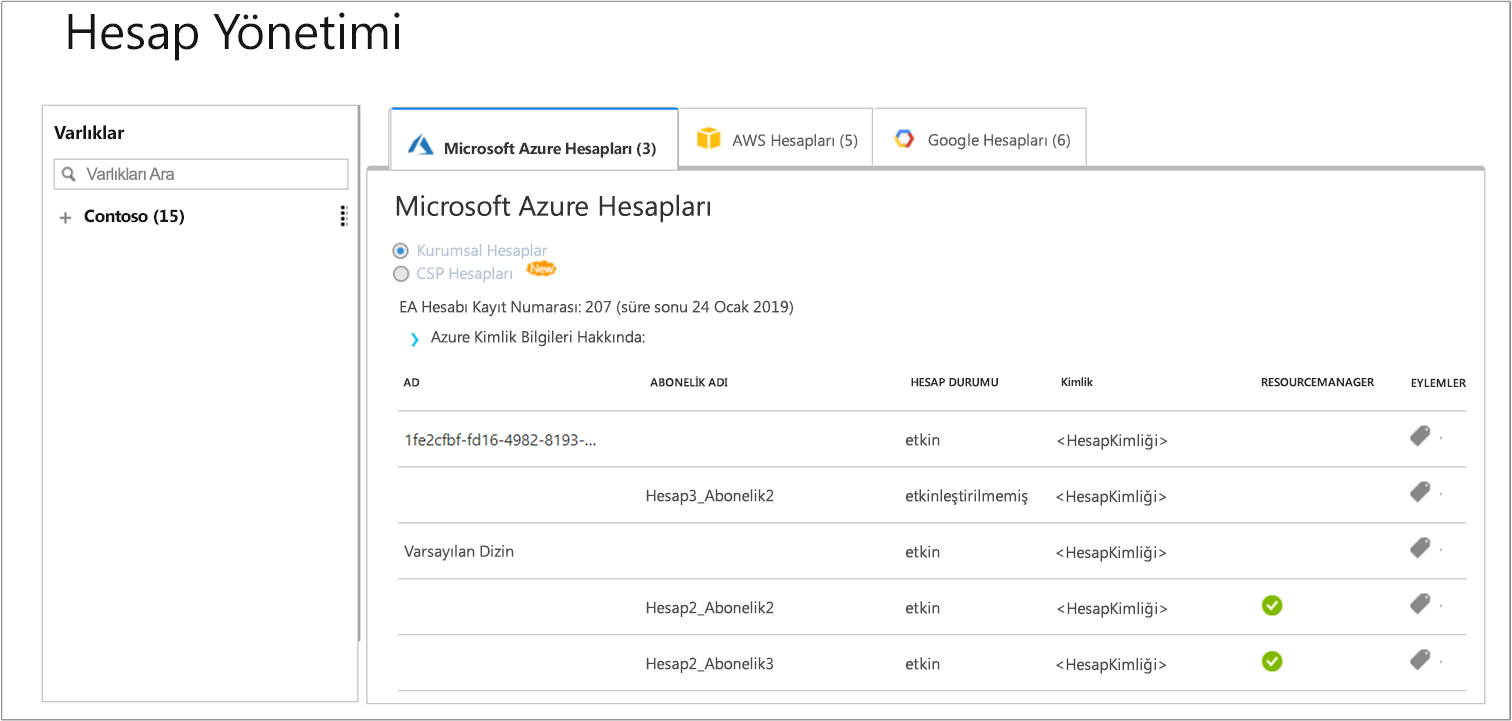 Hesap Yönetimi
Varlıklar
Varlıkları Ara
Contoso (15)
Microsoft Azure Hesapları (3)
AWS Hesapları (5)
Google Hesapları (6)
Microsoft Azure Hesapları
Kurumsal Hesaplar
CSP Hesapları New
EA Hesabı Kayıt Numarası: 207 (süre sonu 24 Ocak 2019)
Azure Kimlik Bilgileri Hakkında:
AD ABONELİK ADI HESAP DURUMU Kimlik RESOURCEMANAGER EYLEMLER
1fe2cfbf-fd16-4982-8193-... etkin <HesapKimliği>
Hesap3_Abonelik2 etkinleştirilmemiş <HesapKimliği>
Varsayılan Dizin etkin <HesapKimliği>
Hesap2_Abonelik2 etkin <HesapKimliği>
Hesap2_Abonelik3 etkin <HesapKimliği>